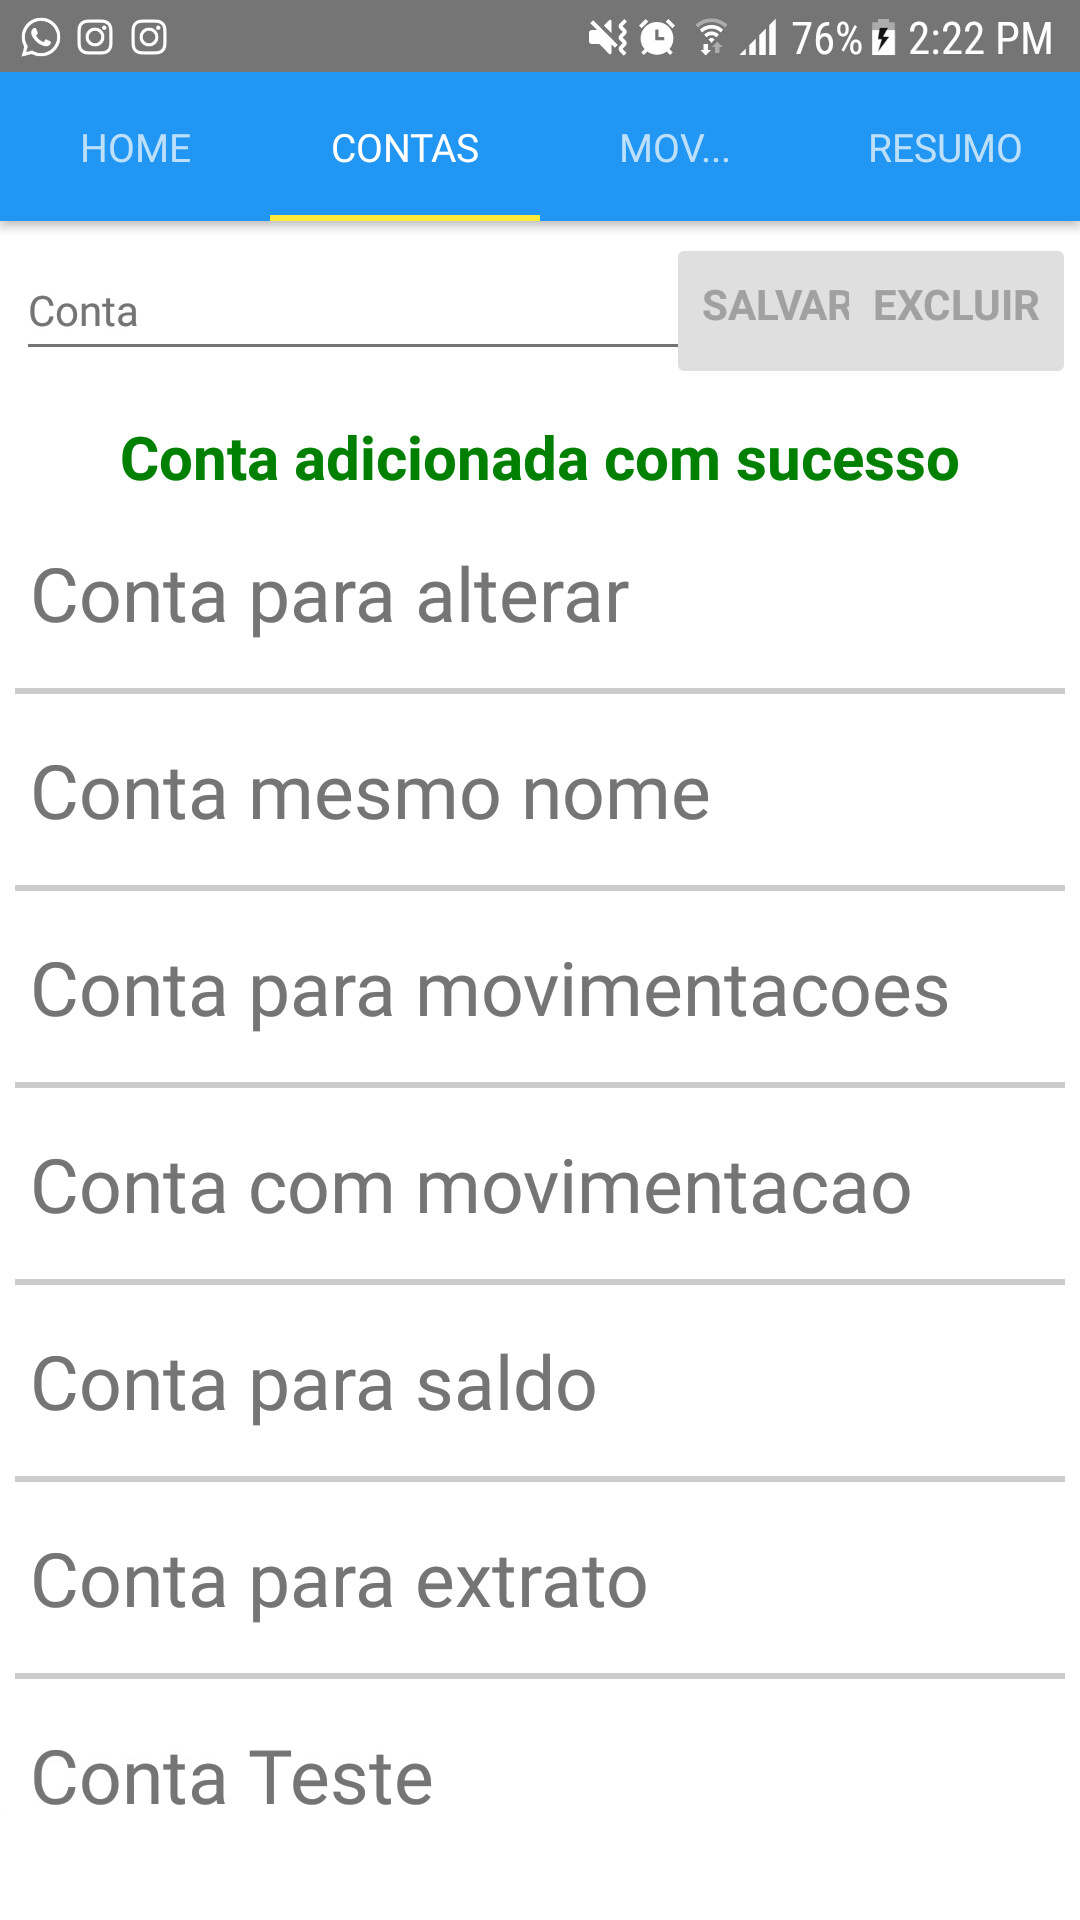 76% 2:22 PM
HOME CONTAS MOV... RESUMO
Conta SALVAR EXCLUIR
Conta adicionada com sucesso
Conta para alterar
Conta mesmo nome
Conta para movimentacoes
Conta com movimentacao
Conta para saldo
Conta para extrato
Conta Teste